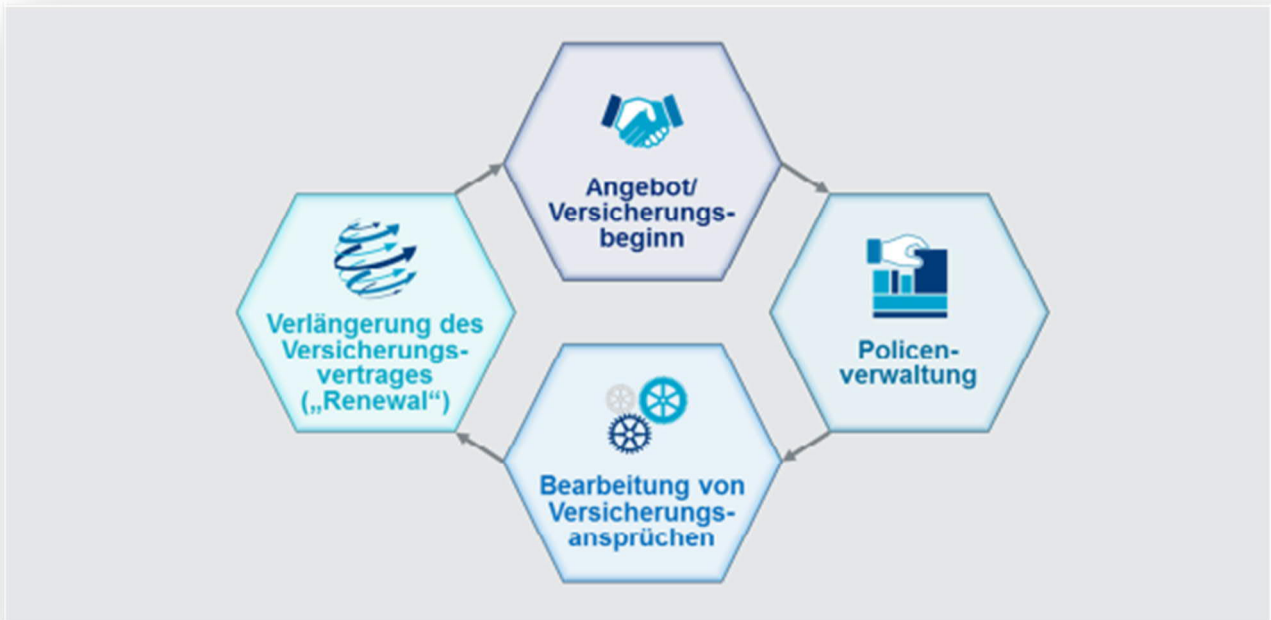 Angebot/
Versicherungs-
beginn
Policen-
verwaltung
Bearbeitung von
Versicherungs-
ansprüchen
Verlängerung des
Versicherungs-
vertrages
(„Renewal“)